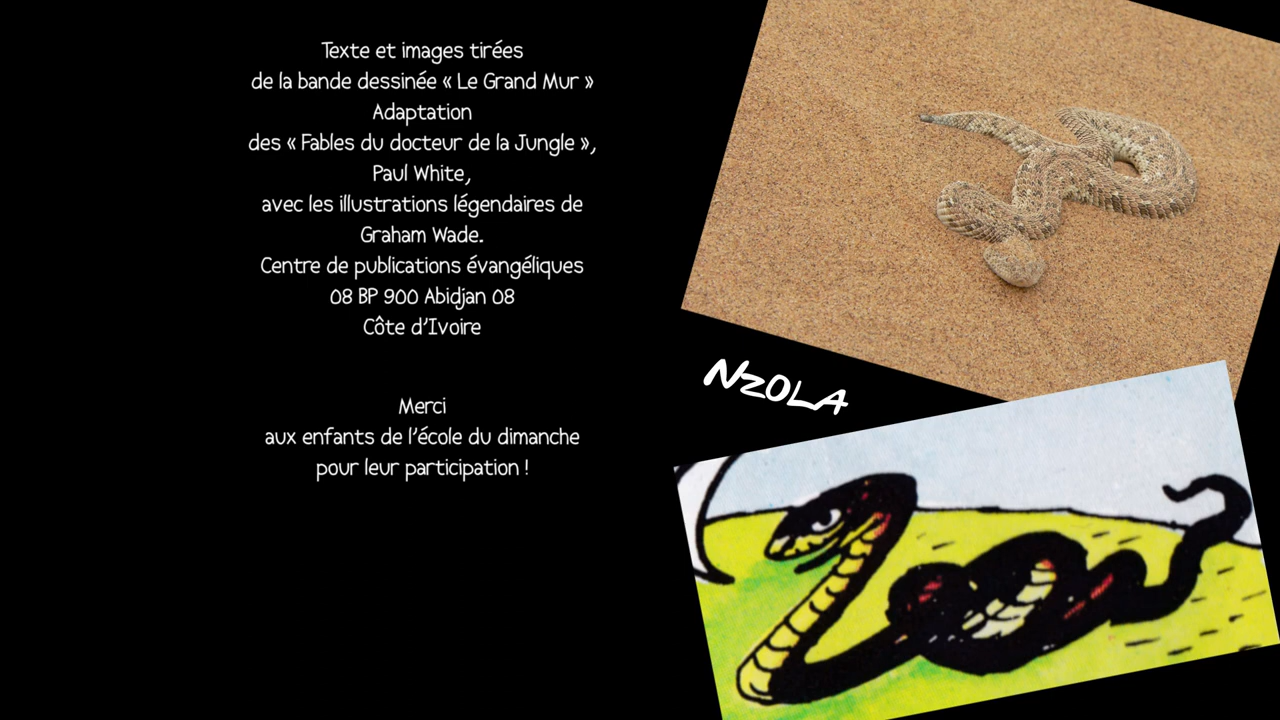 Texte et images tirées
de la bande dessinée « Le Grand Mur »
Adaptation
des « Fables du docteur de la Jungle »,
Paul White,
avec les illustrations légendaires de
Graham Wade.
Centre de publications évangéliques
08 BP 900 Abidjan 08
Côte d'Ivoire
Merci
aux enfants de l'école du dimanche
pour leur participation !
NZOLA